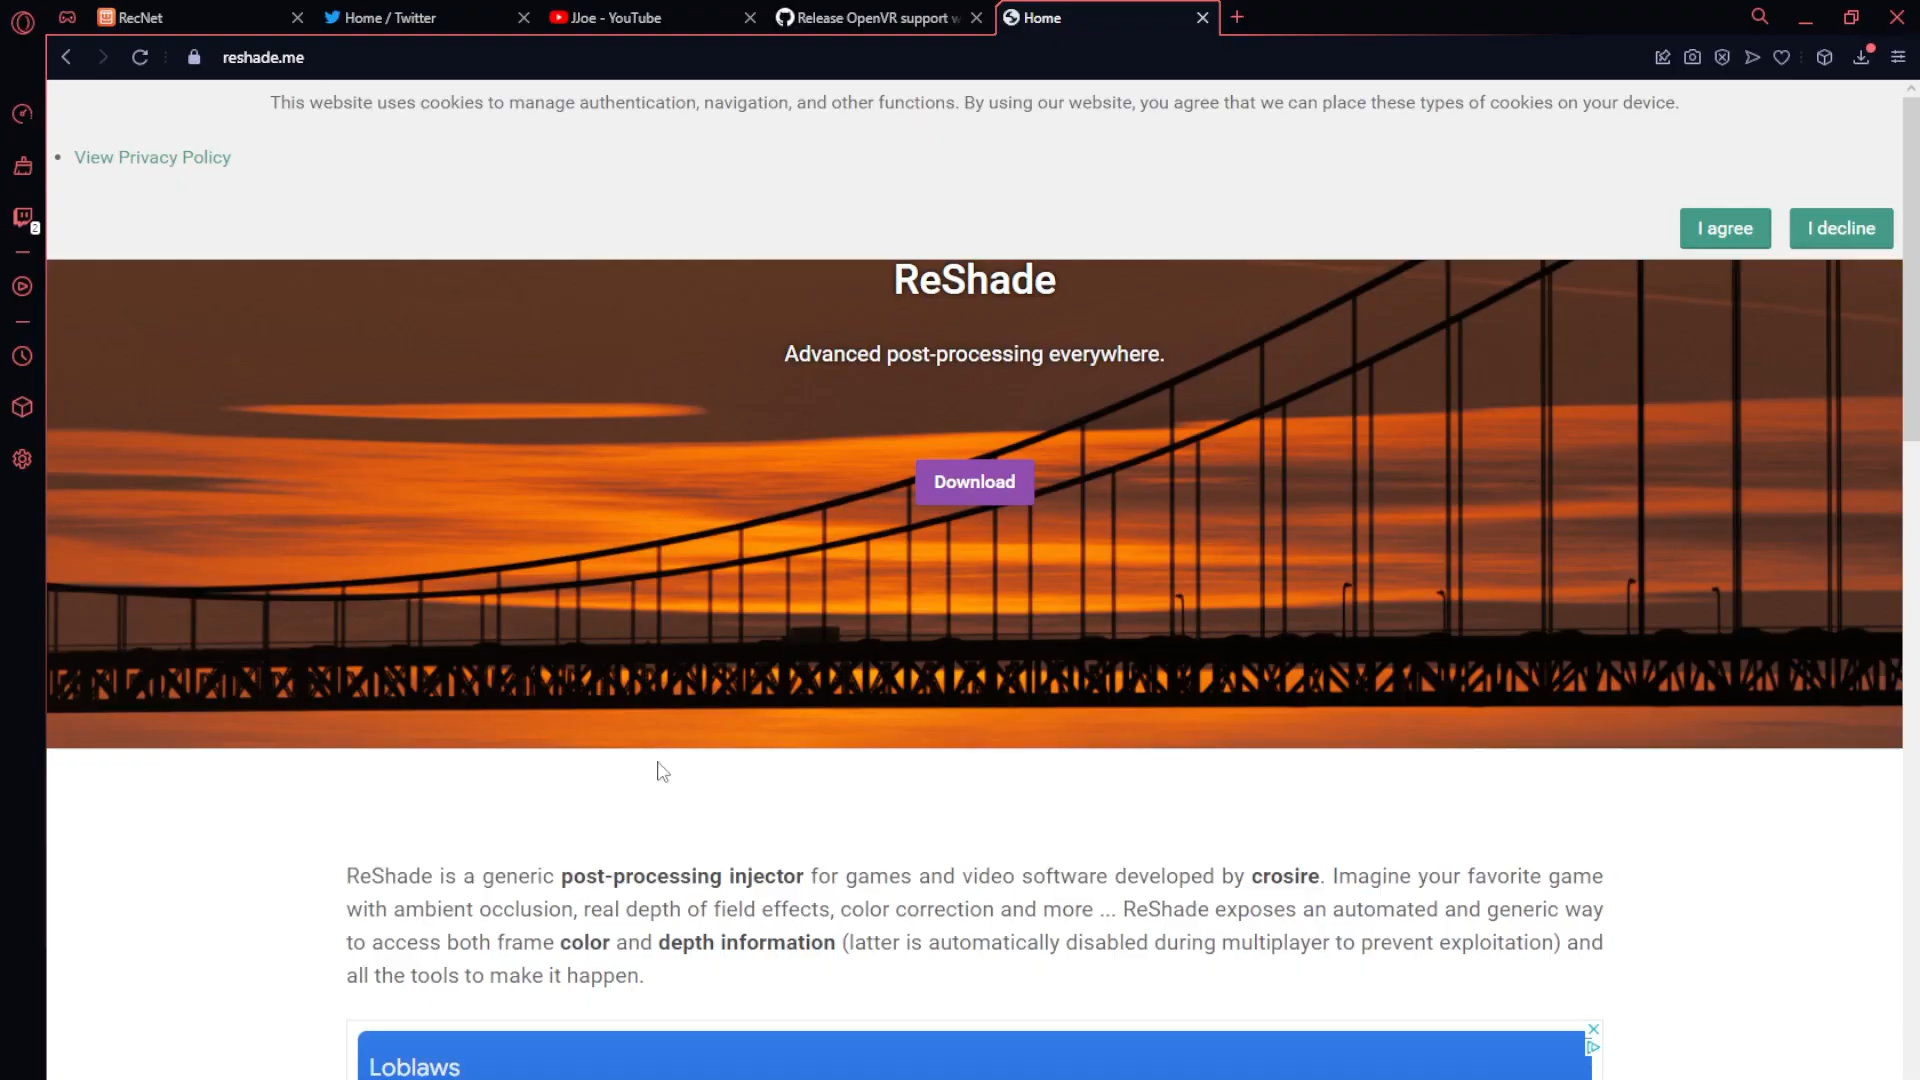 RecNet
Home / Twitter
JJoe - YouTube
Release OpenVR support w
Home
reshade.me
This website uses cookies to manage authentication, navigation, and other functions. By using our website, you agree that we can place these types of cookies on your device.
• View Privacy Policy
I agree
I decline
2
ReShade
Advanced post-processing everywhere.
Download
ReShade is a generic post-processing injector for games and video software developed by crosire. Imagine your favorite game
with ambient occlusion, real depth of field effects, color correction and more ... ReShade exposes an automated and generic way
to access both frame color and depth information (latter is automatically disabled during multiplayer to prevent exploitation) and
all the tools to make it happen.
Loblaws